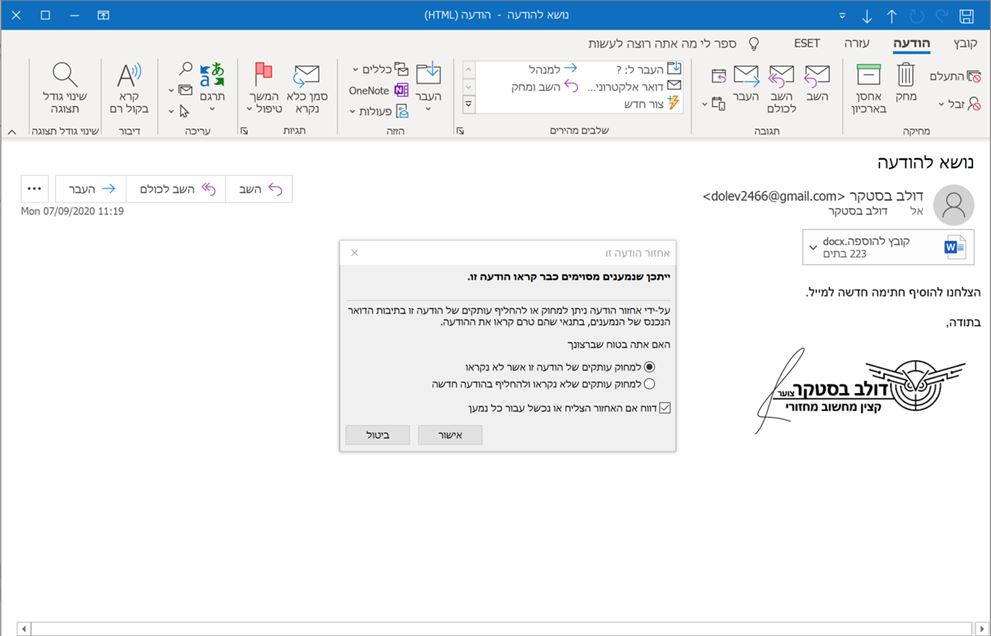 נושא להודעה - הודעה (HTML)
קובץ
הודעה
עזרה
ESET
ספר לי מה אתה רוצה לעשות
התעלם
זבל
מחק
אחסן בארכיון
מחיקה
השב
השב לכולם
העבר
תגובה
העבר ל: ?
דואר אלקטרוני...
צור חדש
למנהל
השב ומחק
שלבים מהירים
העבר
כללים
OneNote
פעולות
הזזה
סמן כלא נקרא
המשך טיפול
תגיות
תרגם
עריכה
קרא בקול רם
דיבור
שינוי גודל תצוגה
שינוי גודל תצוגה
נושא להודעה
דולב בסטקר <dolev2466@gmail.com>
אל דולב בסטקר
השב
השב לכולם
העבר
Mon 07/09/2020 11:19
קובץ להוספה.docx
223 בתים
הצלחנו להוסיף חתימה חדשה למייל.
בתודה,
דולב בסטקר צוער
קצין מחשוב מחזורי
אחזור הודעה זו
ייתכן שנמענים מסוימים כבר קראו הודעה זו.
על-ידי אחזור הודעה ניתן למחוק או להחליף עותקים של הודעה זו בתיבות הדואר
הנכנס של הנמענים, בתנאי שהם טרם קראו את ההודעה.
האם אתה בטוח שברצונך
למחוק עותקים של הודעה זו אשר לא נקראו
למחוק עותקים שלא נקראו ולהחליף בהודעה חדשה
דווח אם האחזור הצליח או נכשל עבור כל נמען
אישור
ביטול